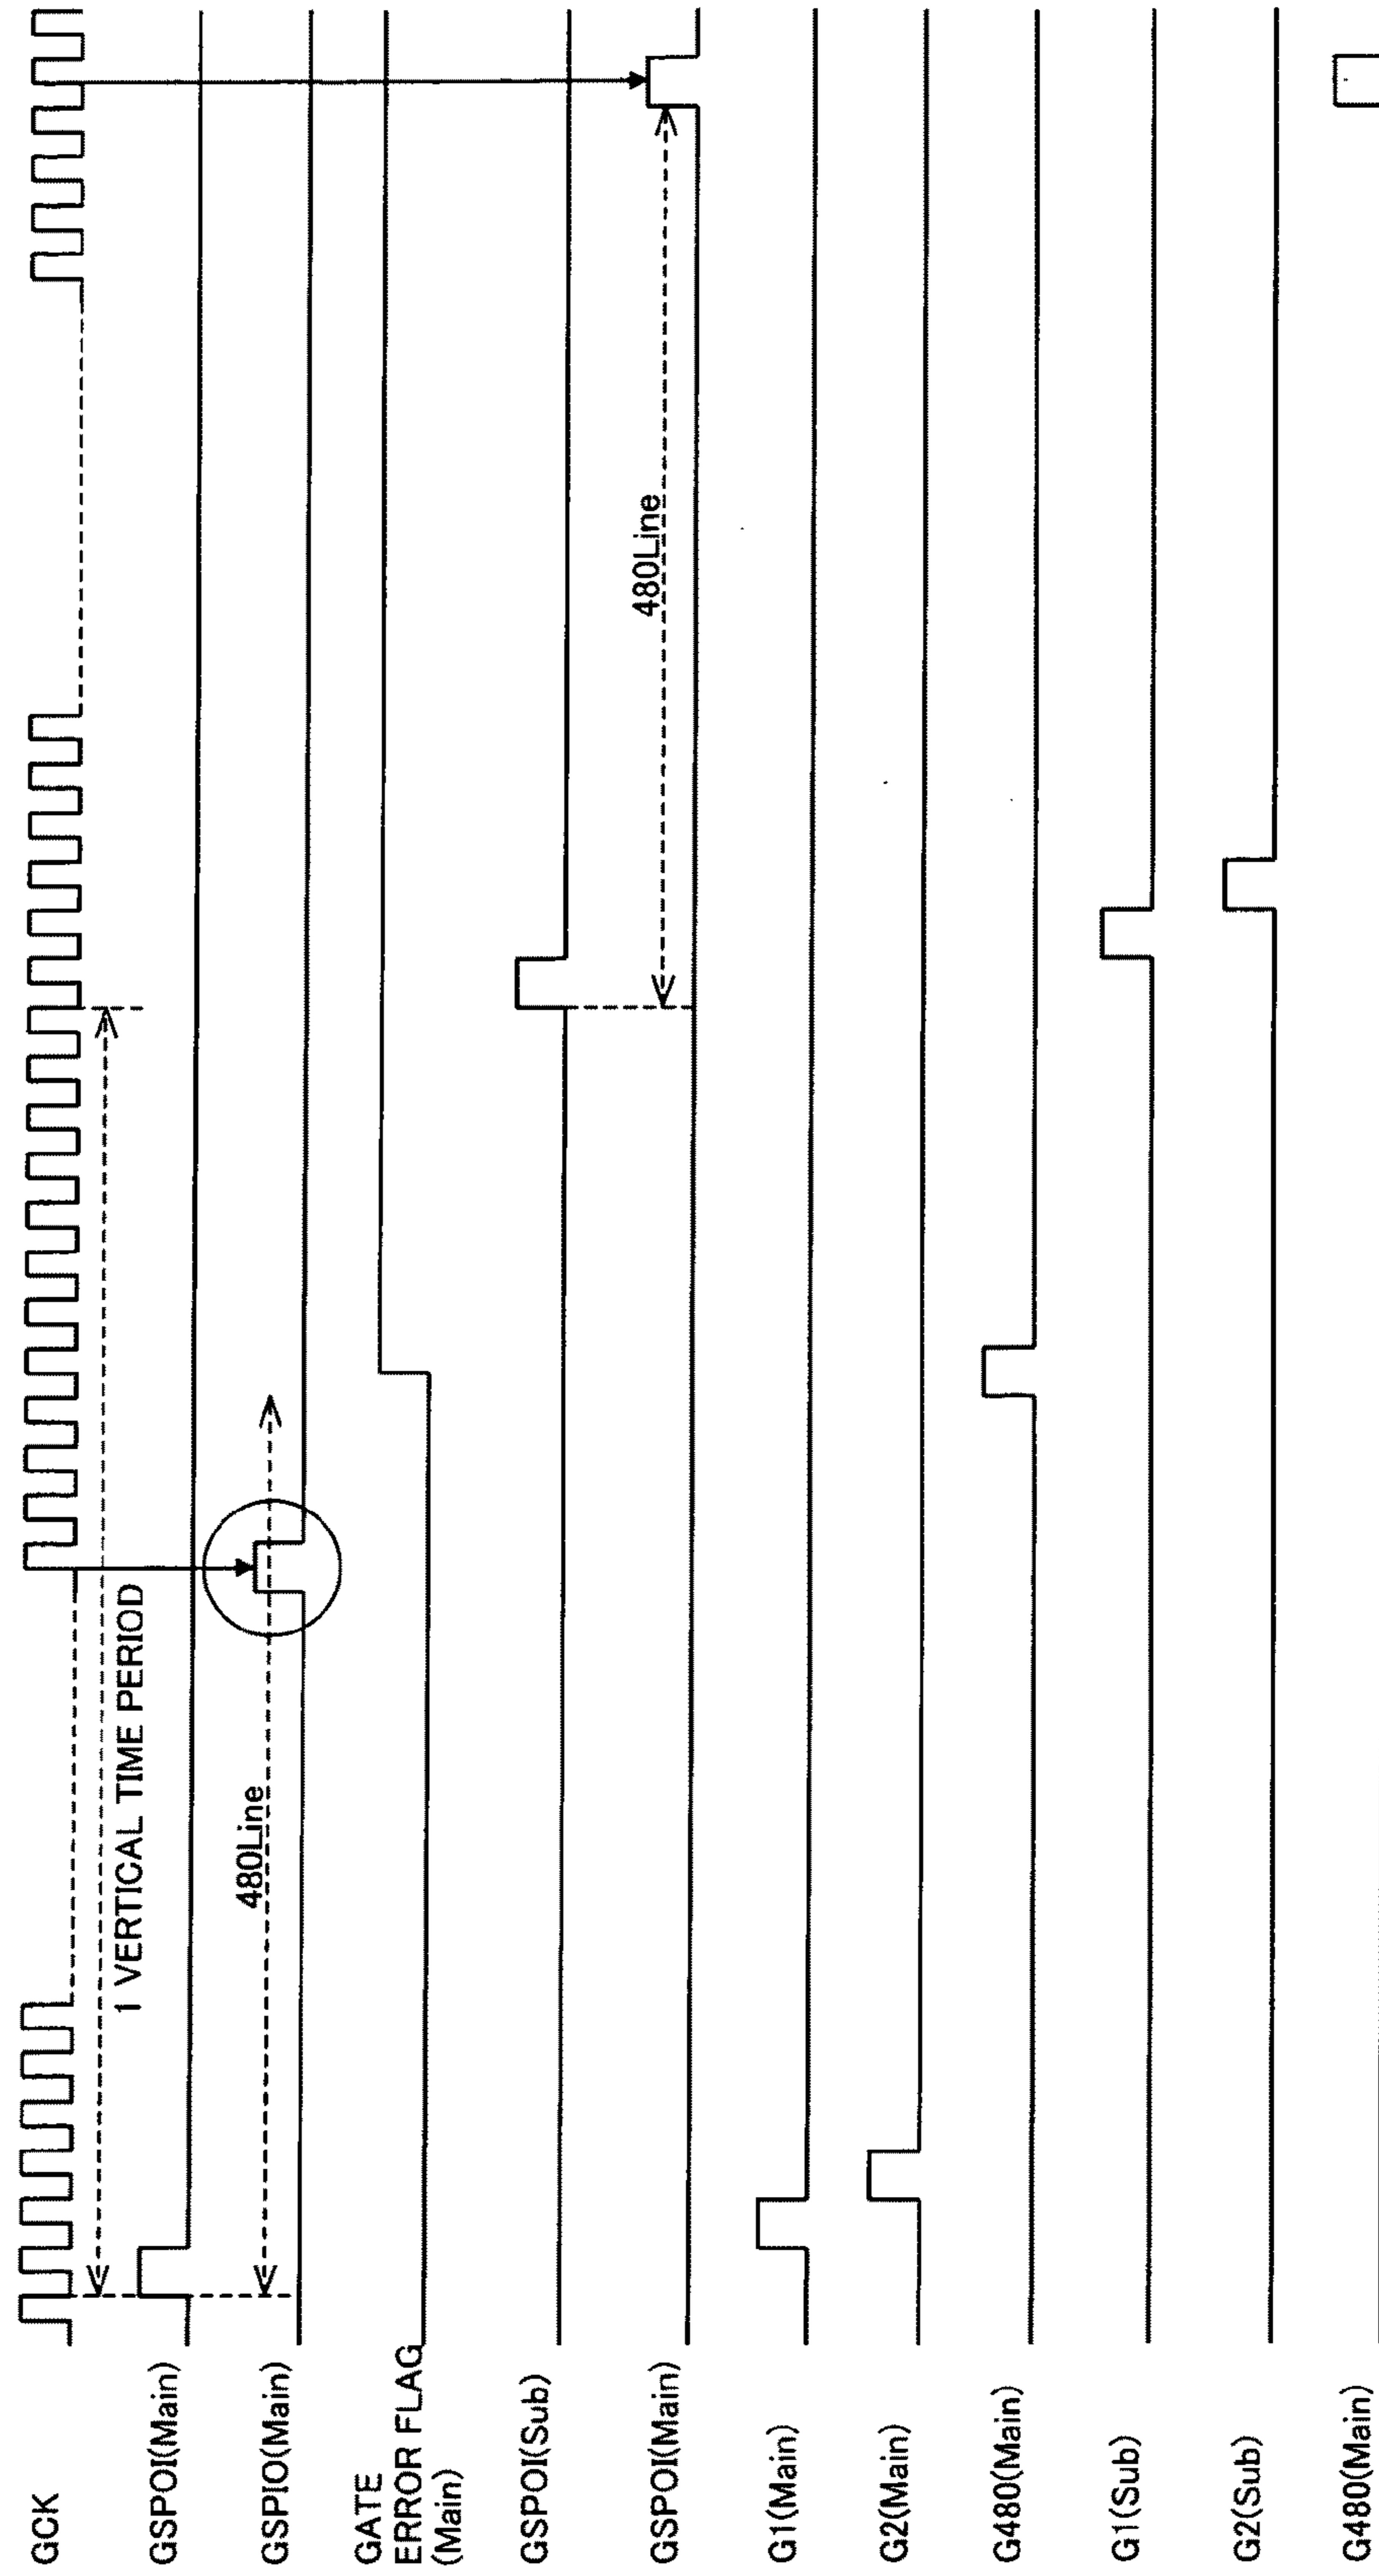 GCK
1 VERTICAL TIME PERIOD
GSPOI(Main)
GSPIO(Main)
480Line
GATE
ERROR FLAG
(Main)
GSPOI(Sub)
GSPOI(Main)
480Line
G1(Main)
G2(Main)
G480(Main)
G1(Sub)
G2(Sub)
G480(Main)